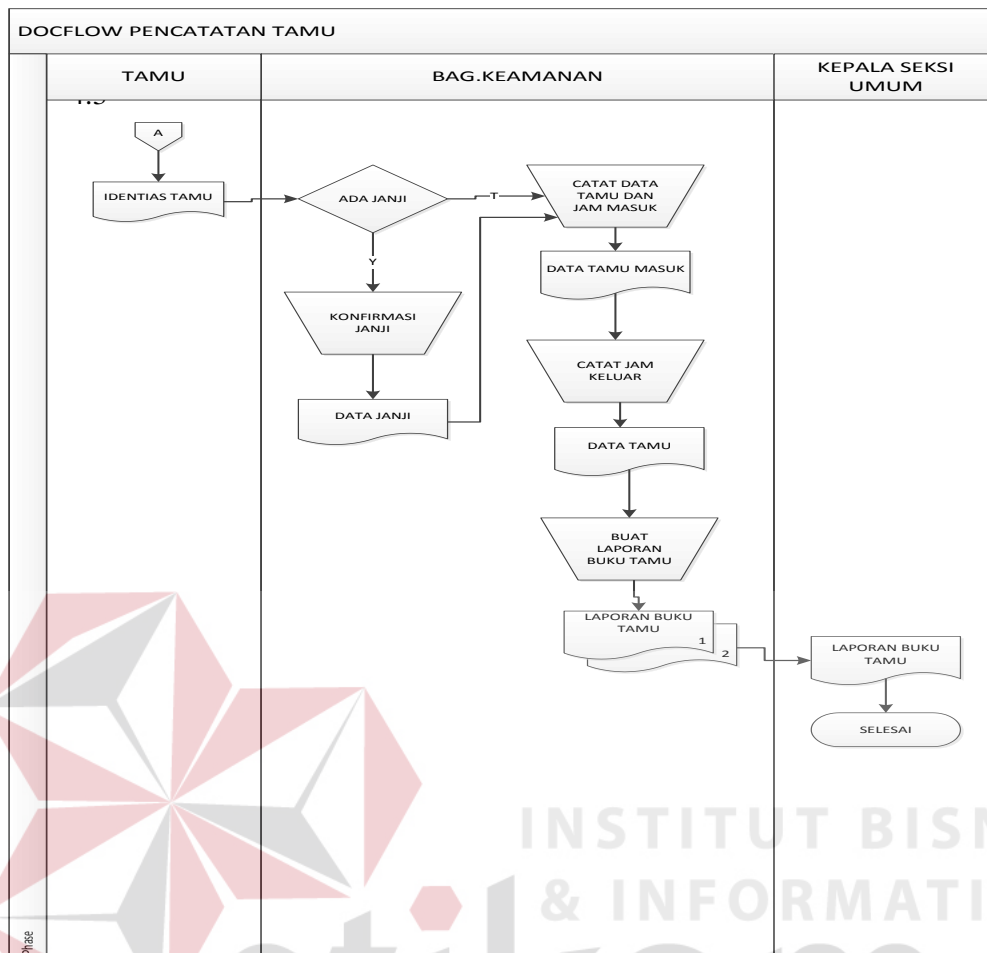 DOCFLOW PENCATATAN TAMU
TAMU
BAG.KEAMANAN
KEPALA SEKSI
UMUM
A
IDENTIAS TAMU
ADA JANJI
T
Y
CATAT DATA
TAMU DAN
JAM MASUK
DATA TAMU MASUK
KONFIRMASI
JANJI
DATA JANJI
CATAT JAM
KELUAR
DATA TAMU
BUAT
LAPORAN
BUKU TAMU
LAPORAN BUKU
TAMU
1
2
LAPORAN BUKU
TAMU
SELESAI
INSTITUT BISN
& INFORMATI
Phase